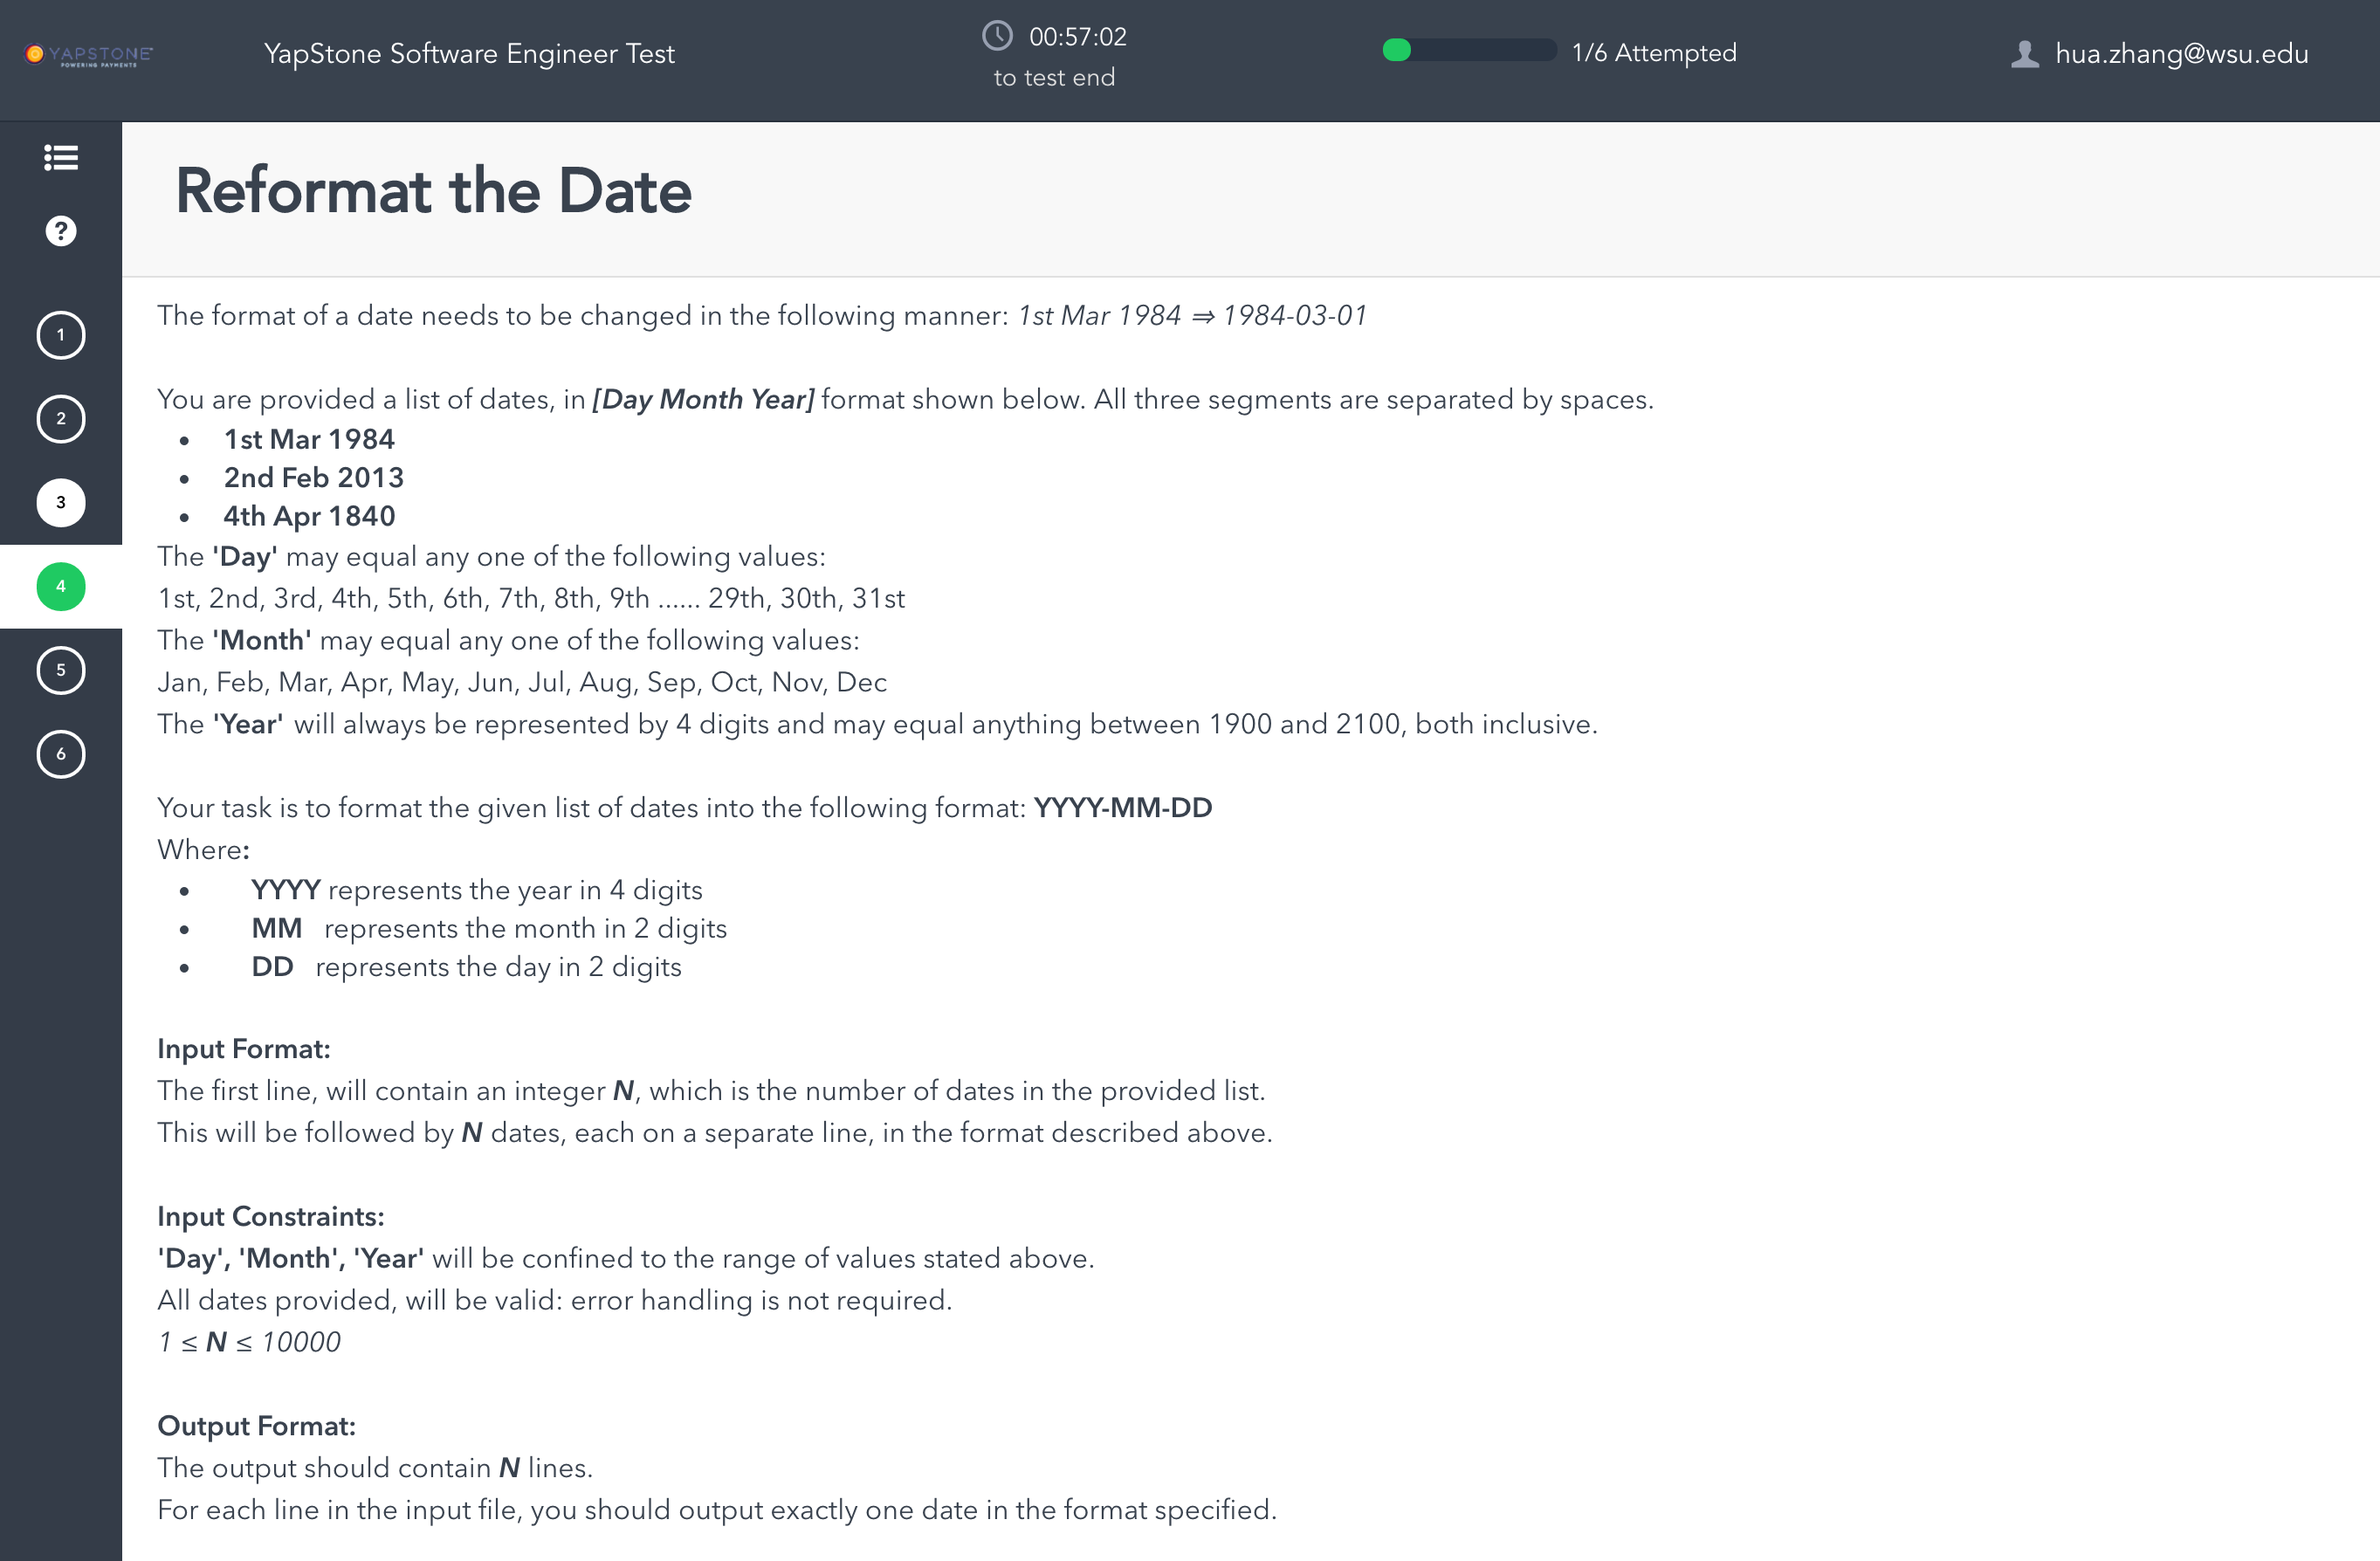 YAPSTONE
POWERING PAYMENTS
YapStone Software Engineer Test
00:57:02
to test end
1/6 Attempted
hua.zhang@wsu.edu
?
1
2
3
4
5
6
Reformat the Date
The format of a date needs to be changed in the following manner: 1st Mar 1984 ⇒ 1984-03-01
You are provided a list of dates, in [Day Month Year] format shown below. All three segments are separated by spaces.
• 1st Mar 1984
• 2nd Feb 2013
• 4th Apr 1840
The 'Day' may equal any one of the following values:
1st, 2nd, 3rd, 4th, 5th, 6th, 7th, 8th, 9th ...... 29th, 30th, 31st
The 'Month' may equal any one of the following values:
Jan, Feb, Mar, Apr, May, Jun, Jul, Aug, Sep, Oct, Nov, Dec
The 'Year' will always be represented by 4 digits and may equal anything between 1900 and 2100, both inclusive.
Your task is to format the given list of dates into the following format: YYYY-MM-DD
Where:
• YYYY represents the year in 4 digits
• MM represents the month in 2 digits
• DD represents the day in 2 digits
Input Format:
The first line, will contain an integer N, which is the number of dates in the provided list.
This will be followed by N dates, each on a separate line, in the format described above.
Input Constraints:
'Day', 'Month', 'Year' will be confined to the range of values stated above.
All dates provided, will be valid: error handling is not required.
1 ≤ N ≤ 10000
Output Format:
The output should contain N lines.
For each line in the input file, you should output exactly one date in the format specified.